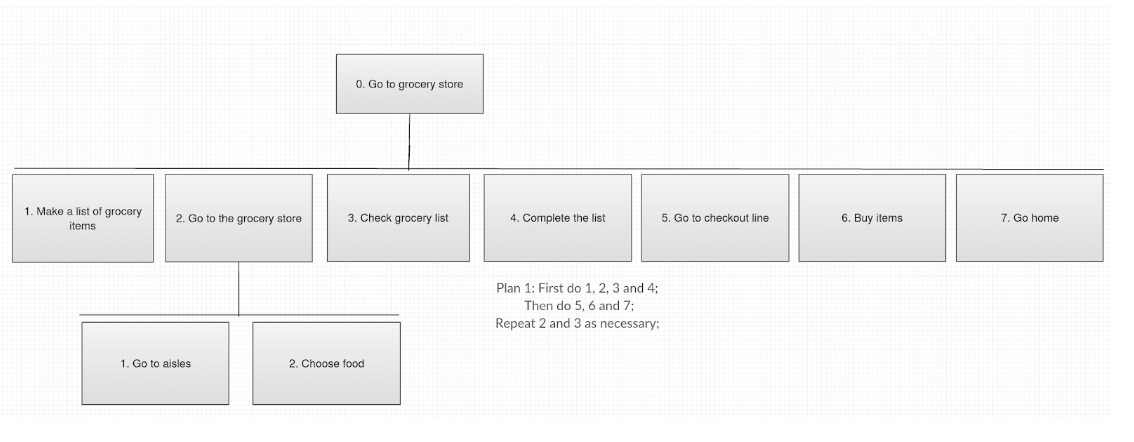 0. Go to grocery store
1. Make a list of grocery
items
2. Go to the grocery store
3. Check grocery list
4. Complete the list
5. Go to checkout line
6. Buy items
7. Go home
Plan 1: First do 1, 2, 3 and 4;
Then do 5, 6 and 7;
Repeat 2 and 3 as necessary;
1. Go to aisles
2. Choose food